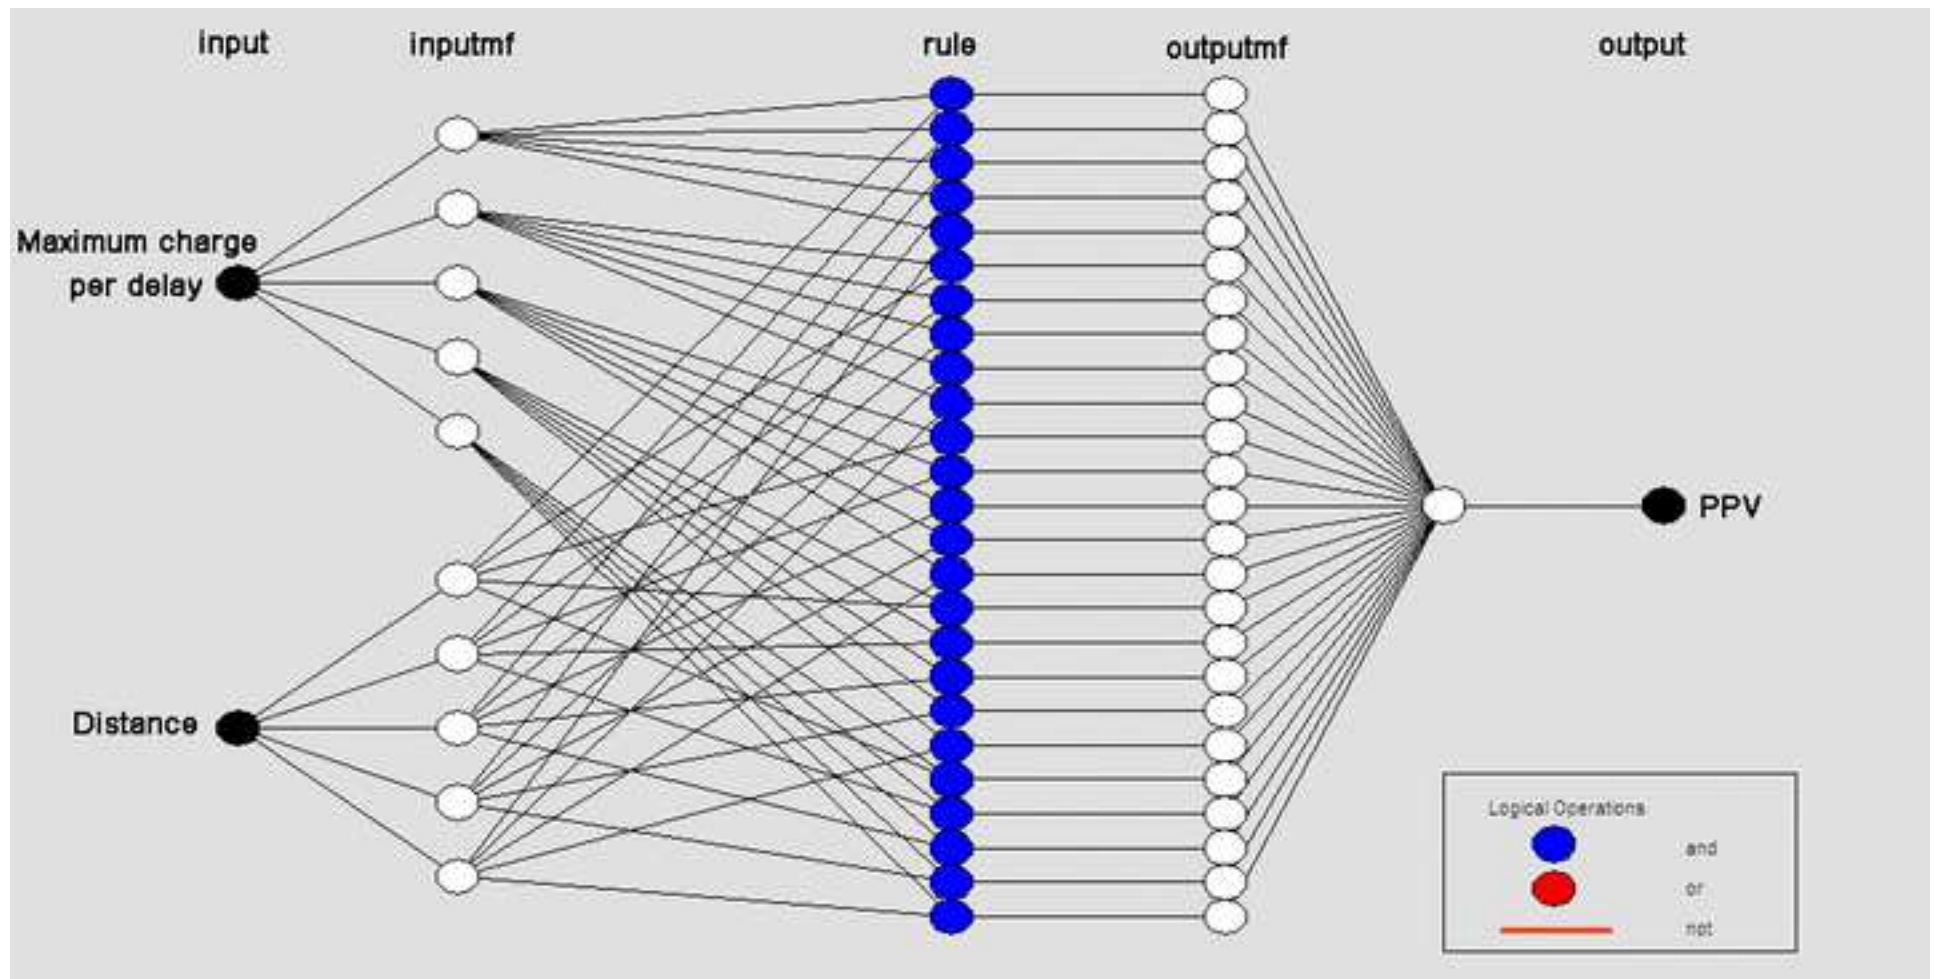 input
inputmf
rule
outputmf
output
Maximum charge
per delay
Distance
PPV
Logical Operations
and
or
not